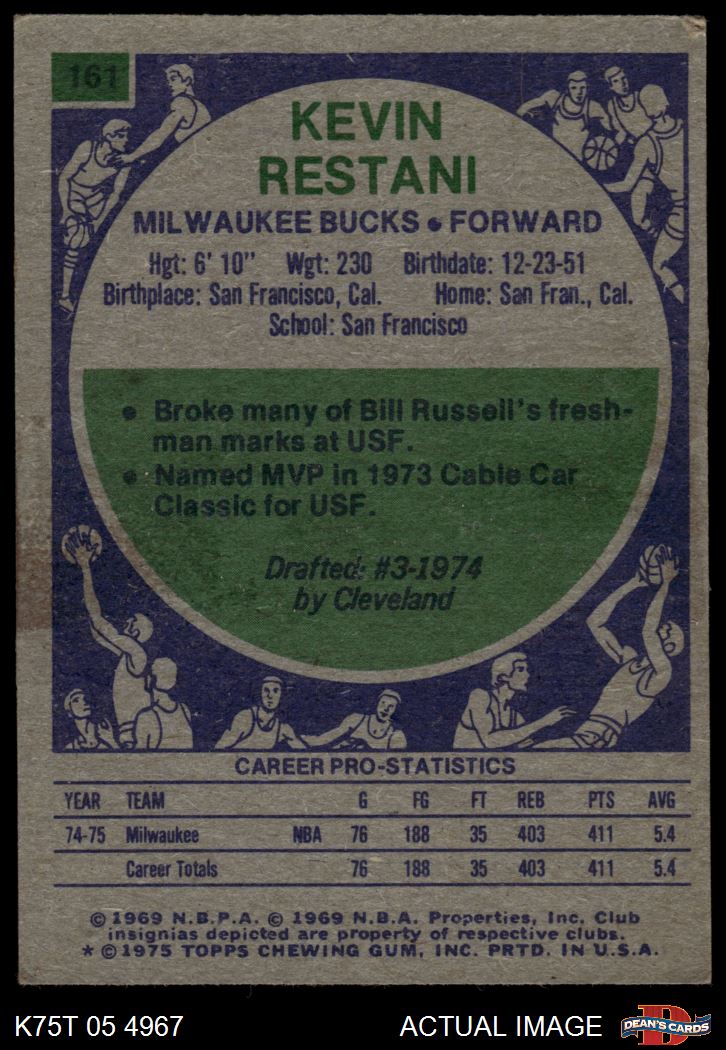 161
KEVIN
RESTANI
MILWAUKEE BUCKS • FORWARD
Hgt: 6' 10" Wgt: 230 Birthdate: 12-23-51
Birthplace: San Francisco, Cal. Home: San Fran., Cal.
School: San Francisco
• Broke many of Bill Russell's fresh-
man marks at USF.
• Named MVP in 1973 Cable Car
Classic for USF.
Drafted: #3-1974
by Cleveland
CAREER PRO-STATISTICS
YEAR TEAM G FG FT REB PTS AVG
74-75 Milwaukee NBA 76 188 35 403 411 5.4
Career Totals 76 188 35 403 411 5.4
© 1969 N.B.P.A. © 1969 N.B.A. Properties, Inc. Club
insignias depicted are property of respective clubs.
* © 1975 TOPPS CHEWING GUM, INC. PRTD. IN U.S.A.
K75T 05 4967 ACTUAL IMAGE
D
DEAN'S CARDS